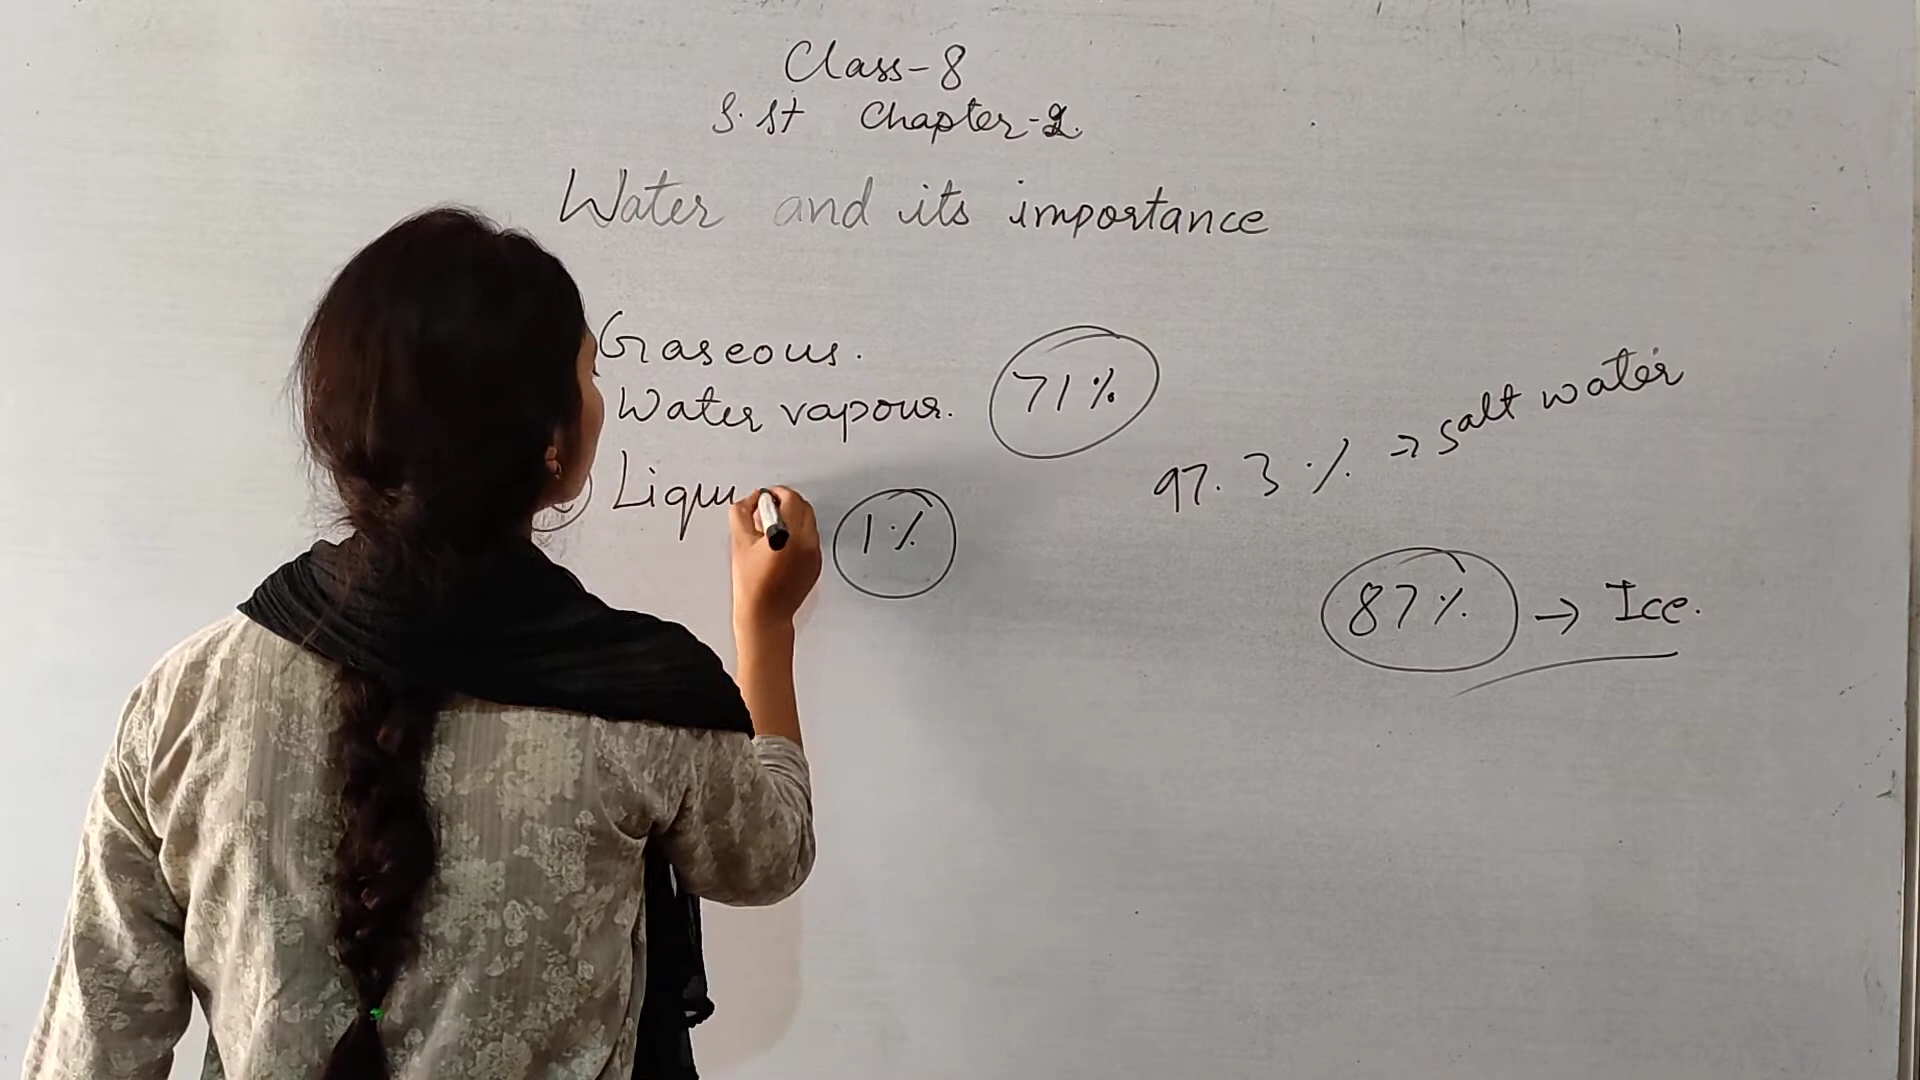 Class-8
S.St Chapter-2.
Water and its importance
Gaseous.
Water vapour.
71%
97.3% → salt water
Liqui
1%
87% → Ice.